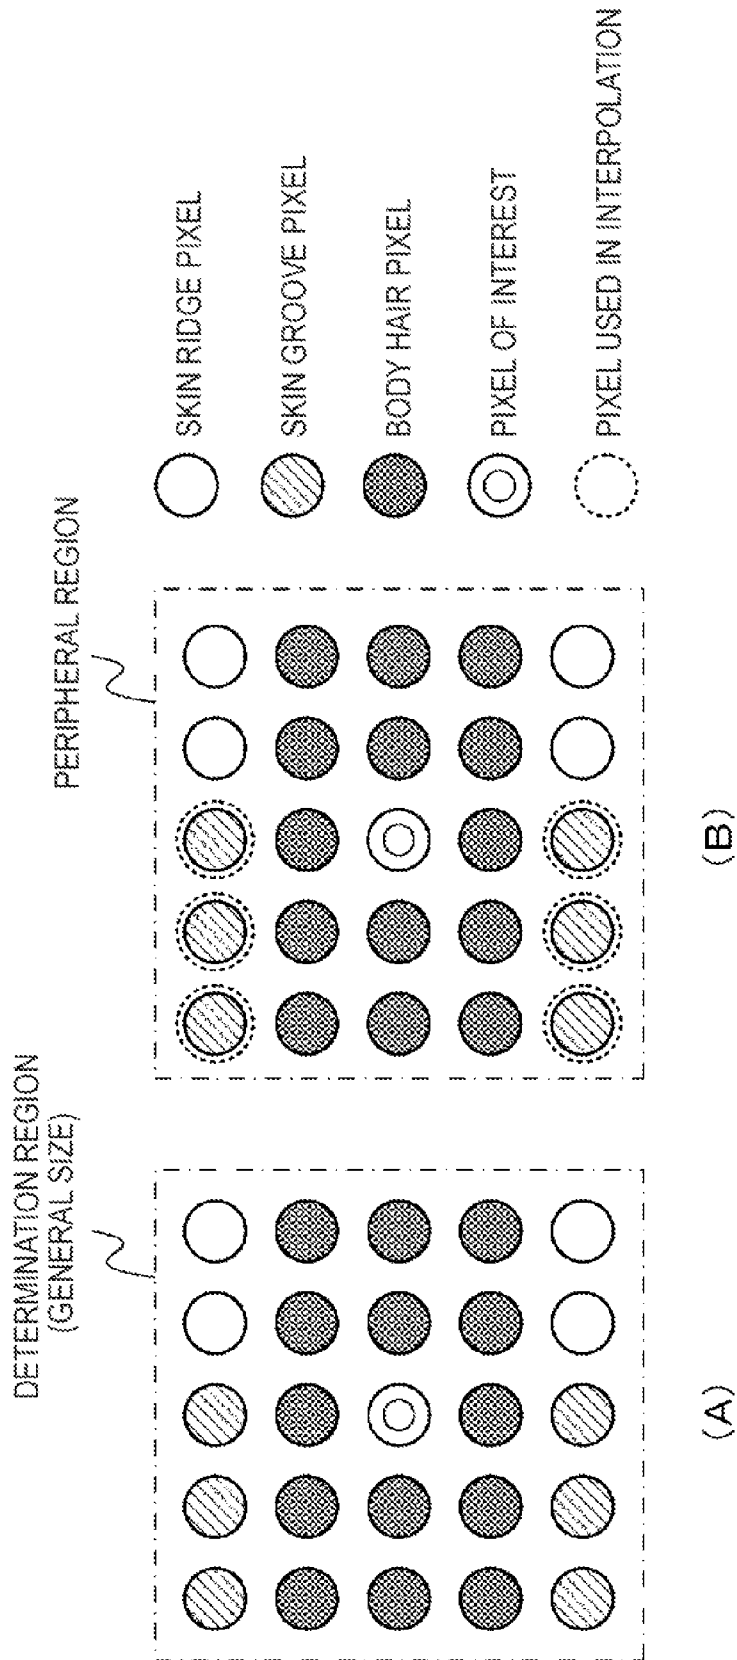 DETERMINATION REGION
(GENERAL SIZE)
(A)
PERIPHERAL REGION
(B)
SKIN RIDGE PIXEL
SKIN GROOVE PIXEL
BODY HAIR PIXEL
PIXEL OF INTEREST
PIXEL USED IN INTERPOLATION